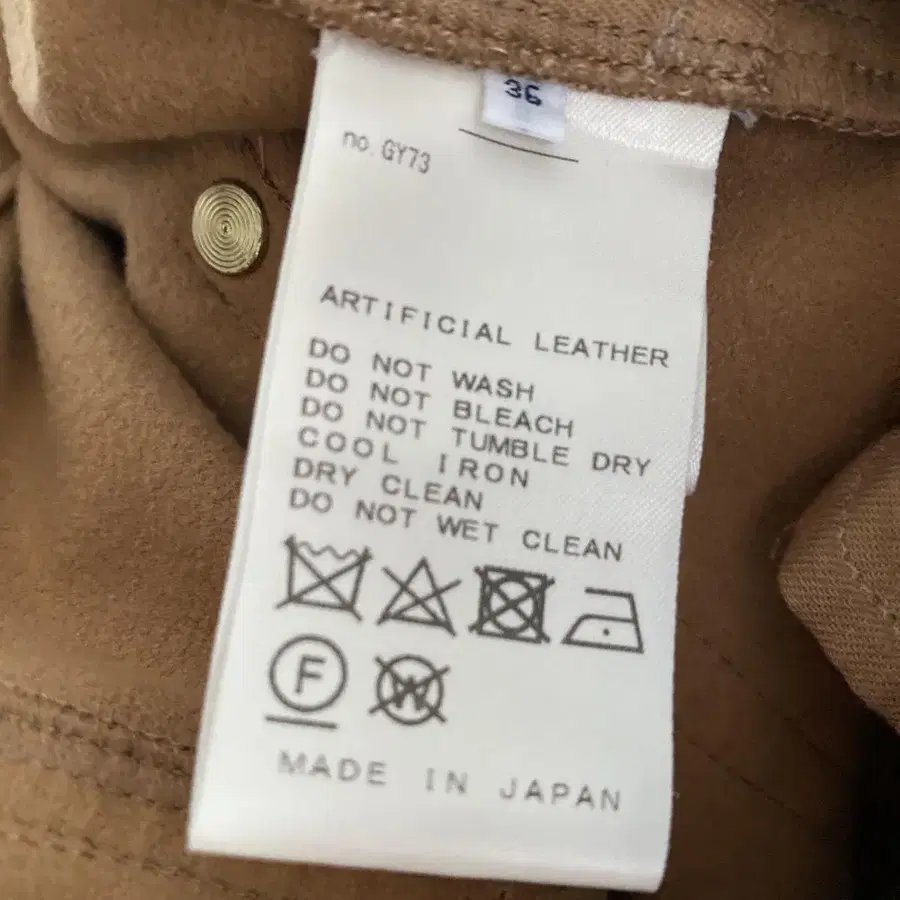 36
no. GY73
ARTIFICIAL LEATHER
DO NOT WASH
DO NOT BLEACH
DO NOT TUMBLE DRY
COOL IRON
DRY CLEAN
DO NOT WET CLEAN
F W
MADE IN JAPAN